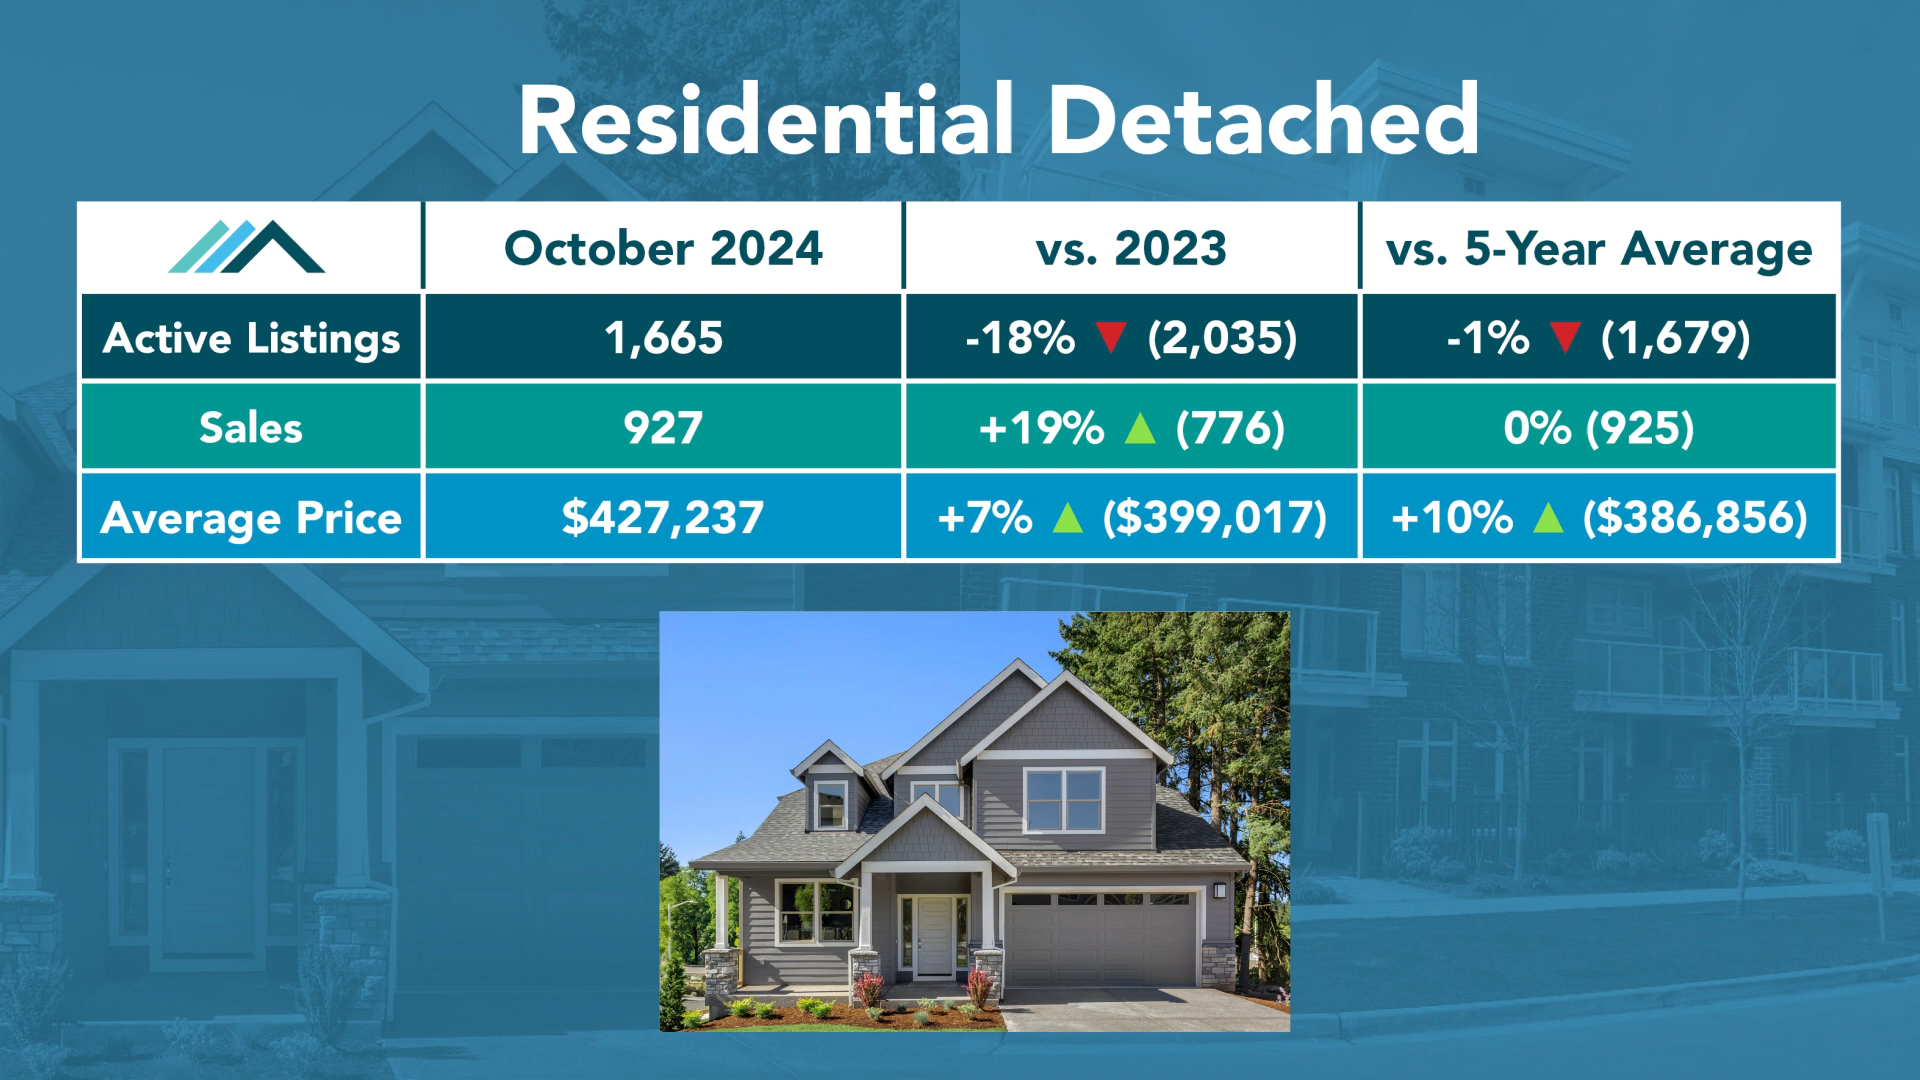 Residential Detached
October 2024 vs. 2023 vs. 5-Year Average
Active Listings 1,665 -18% ▼ (2,035) -1% ▼ (1,679)
Sales 927 +19% ▲ (776) 0% (925)
Average Price $427,237 +7% ▲ ($399,017) +10% ▲ ($386,856)